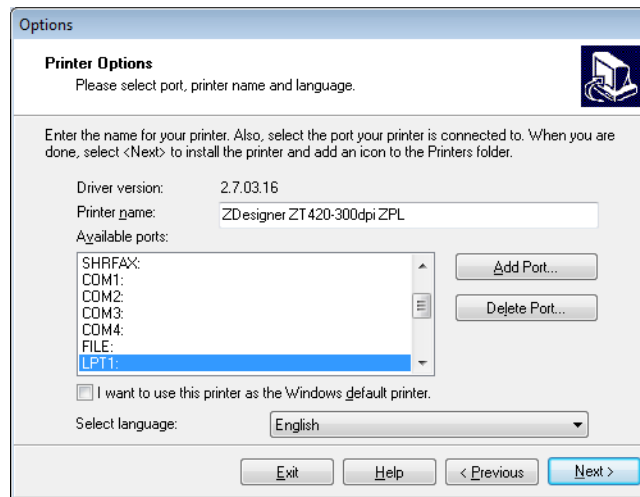 Options
Printer Options
Please select port, printer name and language.
Enter the name for your printer. Also, select the port your printer is connected to. When you are
done, select <Next> to install the printer and add an icon to the Printers folder.
Driver version: 2.7.03.16
Printer name: ZDesigner ZT420-300dpi ZPL
Available ports:
SHRFAX:
COM1:
COM2:
COM3:
COM4:
FILE:
LPT1:
Add Port...
Delete Port...
I want to use this printer as the Windows default printer.
Select language: English
Exit Help < Previous Next >